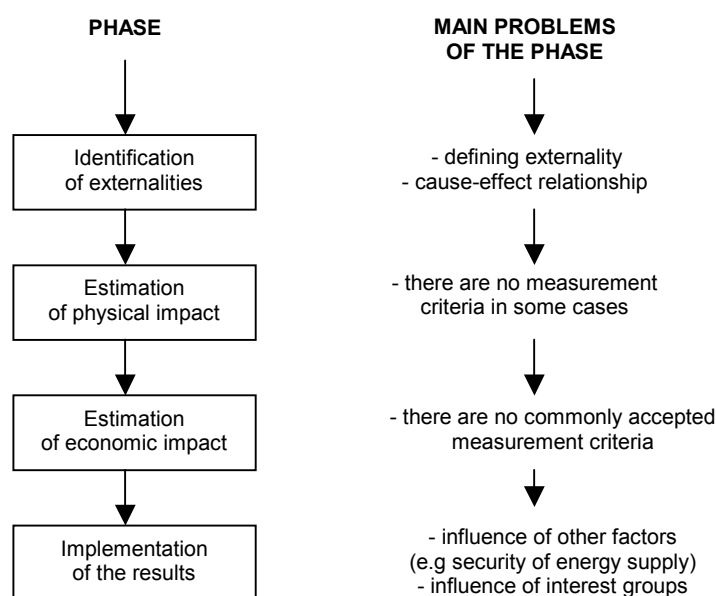 PHASE
MAIN PROBLEMS
OF THE PHASE
Identification
of externalities
- defining externality
- cause-effect relationship
Estimation
of physical impact
- there are no measurement
criteria in some cases
Estimation
of economic impact
- there are no commonly accepted
measurement criteria
Implementation
of the results
- influence of other factors
(e.g security of energy supply)
- influence of interest groups